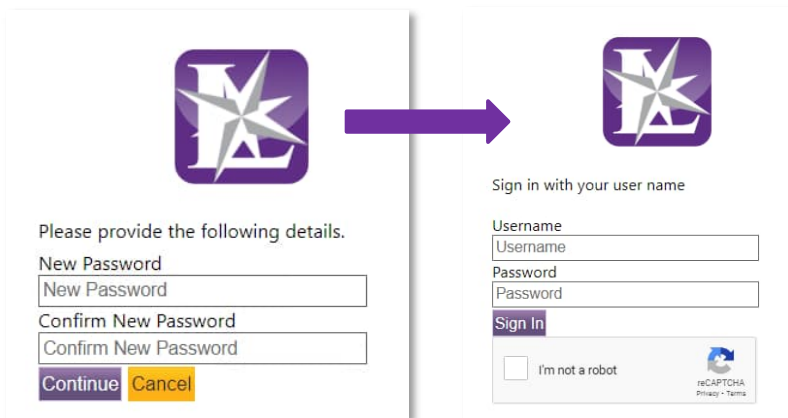 L
Please provide the following details.
New Password
New Password
Confirm New Password
Confirm New Password
Continue Cancel
L
Sign in with your user name
Username
Username
Password
Password
Sign In
I'm not a robot
reCAPTCHA
Privacy - Terms